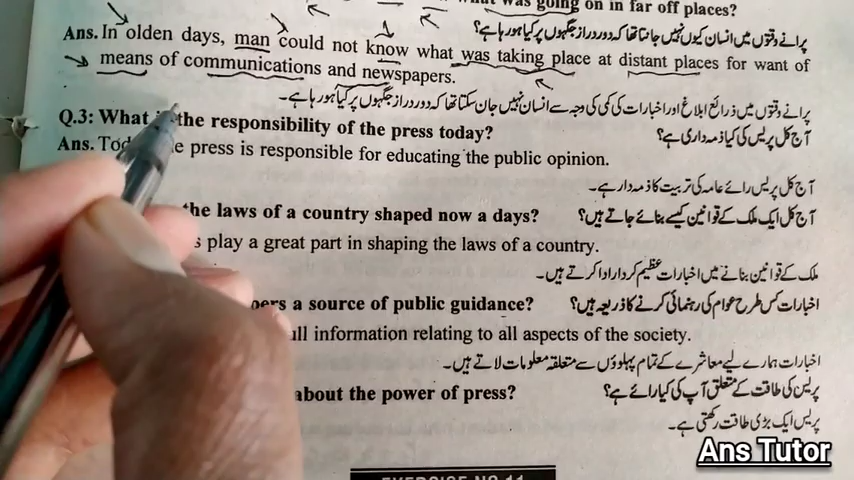 on in far off places?
پرانے وقتوں میں انسان کیوں نہیں جانتا تھا کہ دور دراز جگہوں پر کیا ہو رہا ہے؟
Ans. In olden days, man could not know what was taking place at distant places for want of
means of communications and newspapers.
پرانے وقتوں میں ذرائع ابلاغ اور اخبارات کی کمی کی وجہ سے انسان نہیں جان سکتا تھا کہ دور دراز جگہوں پر کیا ہو رہا ہے۔
Q.3: What the responsibility of the press today?
آج کل پریس کی کیا ذمہ داری ہے؟
Ans. press is responsible for educating the public opinion.
آج کل پریس رائے عامہ کی تربیت کا ذمہ دار ہے۔
the laws of a country shaped now a days?
آج کل ایک ملک کے قوانین کیسے بنائے جاتے ہیں؟
play a great part in shaping the laws of a country.
ملک کے قوانین بنانے میں اخبارات عظیم کردار ادا کرتے ہیں۔
a source of public guidance?
اخبارات کس طرح عوام کی رہنمائی کرنے کا ذریعہ ہیں؟
all information relating to all aspects of the society.
اخبارات ہمارے لیے معاشرے کے تمام پہلوؤں سے متعلقہ معلومات لاتے ہیں۔
about the power of press?
پریس کی طاقت کے متعلق آپ کی کیا رائے ہے؟
پریس ایک بڑی طاقت رکھتی ہے۔
Ans Tutor